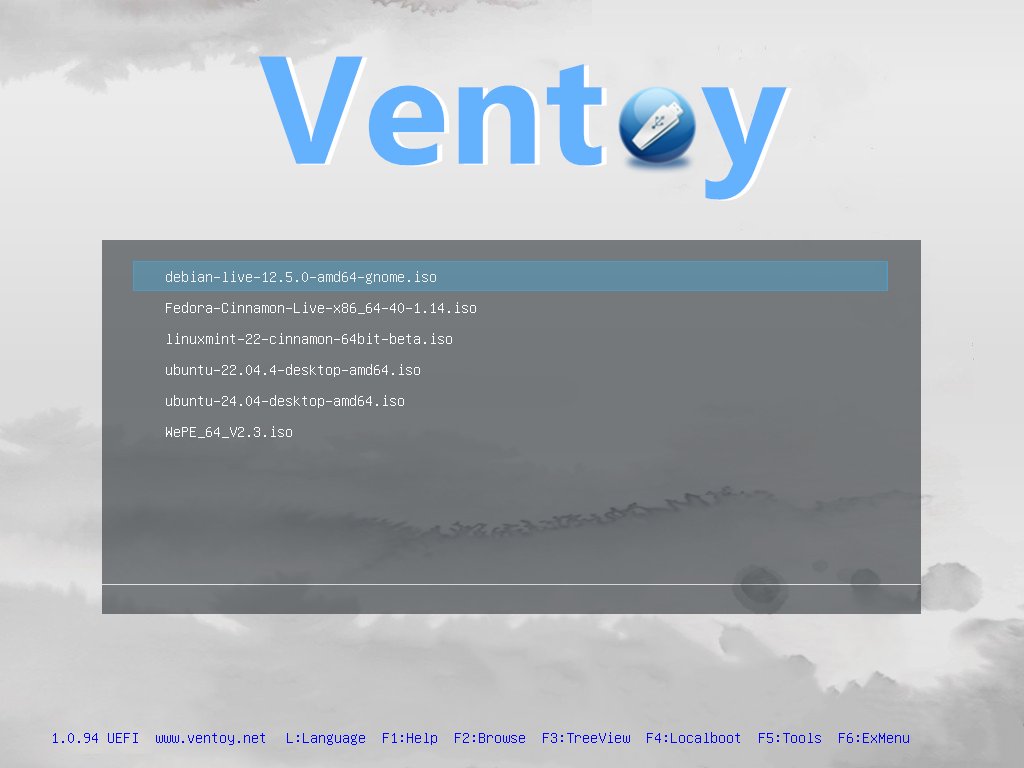 Ventoy
debian-live-12.5.0-amd64-gnome.iso
Fedora-Cinnamon-Live-x86_64-40-1.14.iso
linuxmint-22-cinnamon-64bit-beta.iso
ubuntu-22.04.4-desktop-amd64.iso
ubuntu-24.04-desktop-amd64.iso
WePE_64_V2.3.iso
1.0.94 UEFI www.ventoy.net L:Language F1:Help F2:Browse F3:TreeView F4:Localboot F5:Tools F6:ExMenu